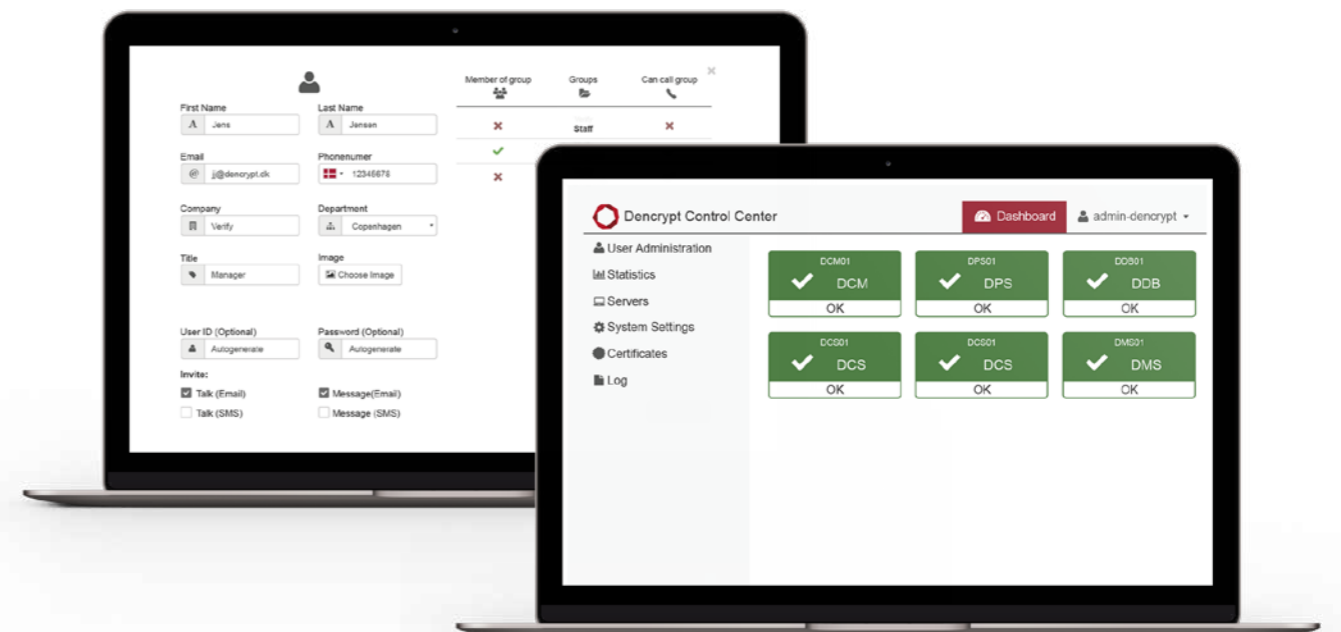 Member of group Groups Can call group
First Name Last Name
A Jens A Jensen
Staff
Email Phonenumer
@ jj@dencrypt.dk 12345678
Company Department
Verify Copenhagen
Title Image
Manager Choose Image
User ID (Optional) Password (Optional)
Autogenerate Autogenerate
Invite:
Talk (Email) Message(Email)
Talk (SMS) Message (SMS)
Dencrypt Control Center Dashboard admin-dencrypt
User Administration
Statistics
Servers
System Settings
Certificates
Log
DCM01 DPS01 DDB01
DCM DPS DDB
OK OK OK
DCS01 DCS01 DMS01
DCS DCS DMS
OK OK OK